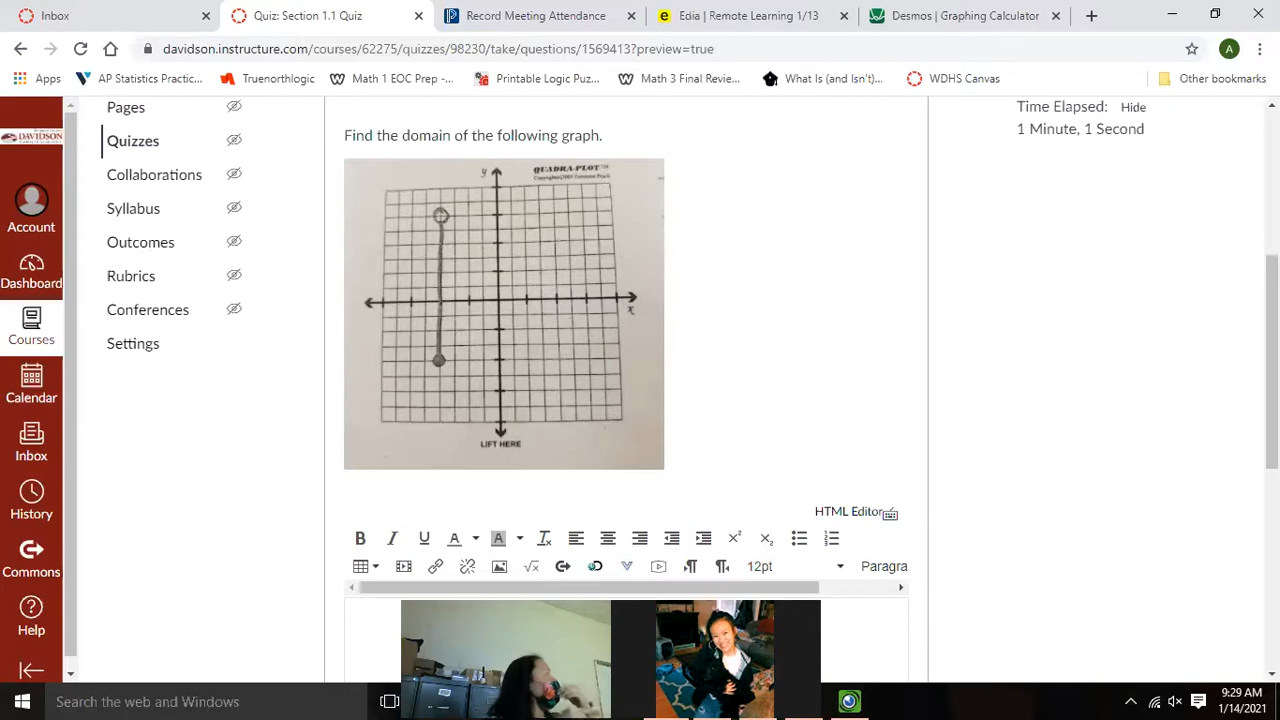 Inbox
Quiz: Section 1.1 Quiz
Record Meeting Attendance.
Edia | Remote Learning 1/13
Desmos | Graphing Calculator
davidson.instructure.com/courses/62275/quizzes/98230/take/questions/1569413?preview=true
A
Apps
AP Statistics Practic...
Truenorthlogic
Math 1 EOC Prep -...
Printable Logic Puz...
Math 3 Final Revie...
What Is (and Isn't)...
WDHS Canvas
Other bookmarks
DAVIDSON
Account
Dashboard
Courses
Calendar
Inbox
History
Commons
Help
Pages
Quizzes
Collaborations
Syllabus
Outcomes
Rubrics
Conferences
Settings
Find the domain of the following graph.
y
QUADRA-PLOT™
x
LIFT HERE
Time Elapsed: Hide
1 Minute, 1 Second
HTML Editor
B I U A A Tx x² x₂
√x 12pt Paragra
Search the web and Windows
9:29 AM
1/14/2021